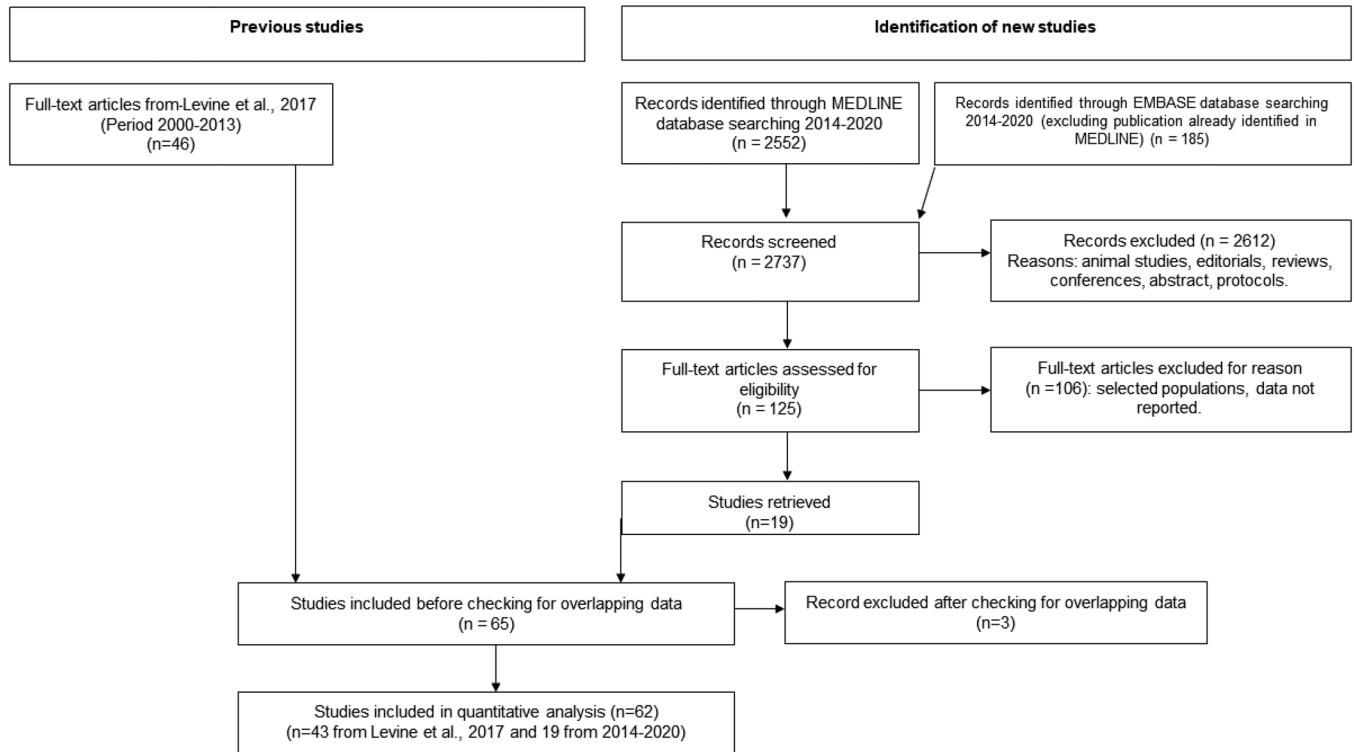 Previous studies
Identification of new studies
Full-text articles from-Levine et al., 2017
(Period 2000-2013)
(n=46)
Records identified through MEDLINE
database searching 2014-2020
(n = 2552)
Records identified through EMBASE database searching
2014-2020 (excluding publication already identified in
MEDLINE) (n = 185)
Records screened
(n = 2737)
Records excluded (n = 2612)
Reasons: animal studies, editorials, reviews,
conferences, abstract, protocols.
Full-text articles assessed for
eligibility
(n = 125)
Full-text articles excluded for reason
(n =106): selected populations, data not
reported.
Studies retrieved
(n=19)
Studies included before checking for overlapping data
(n = 65)
Record excluded after checking for overlapping data
(n=3)
Studies included in quantitative analysis (n=62)
(n=43 from Levine et al., 2017 and 19 from 2014-2020)